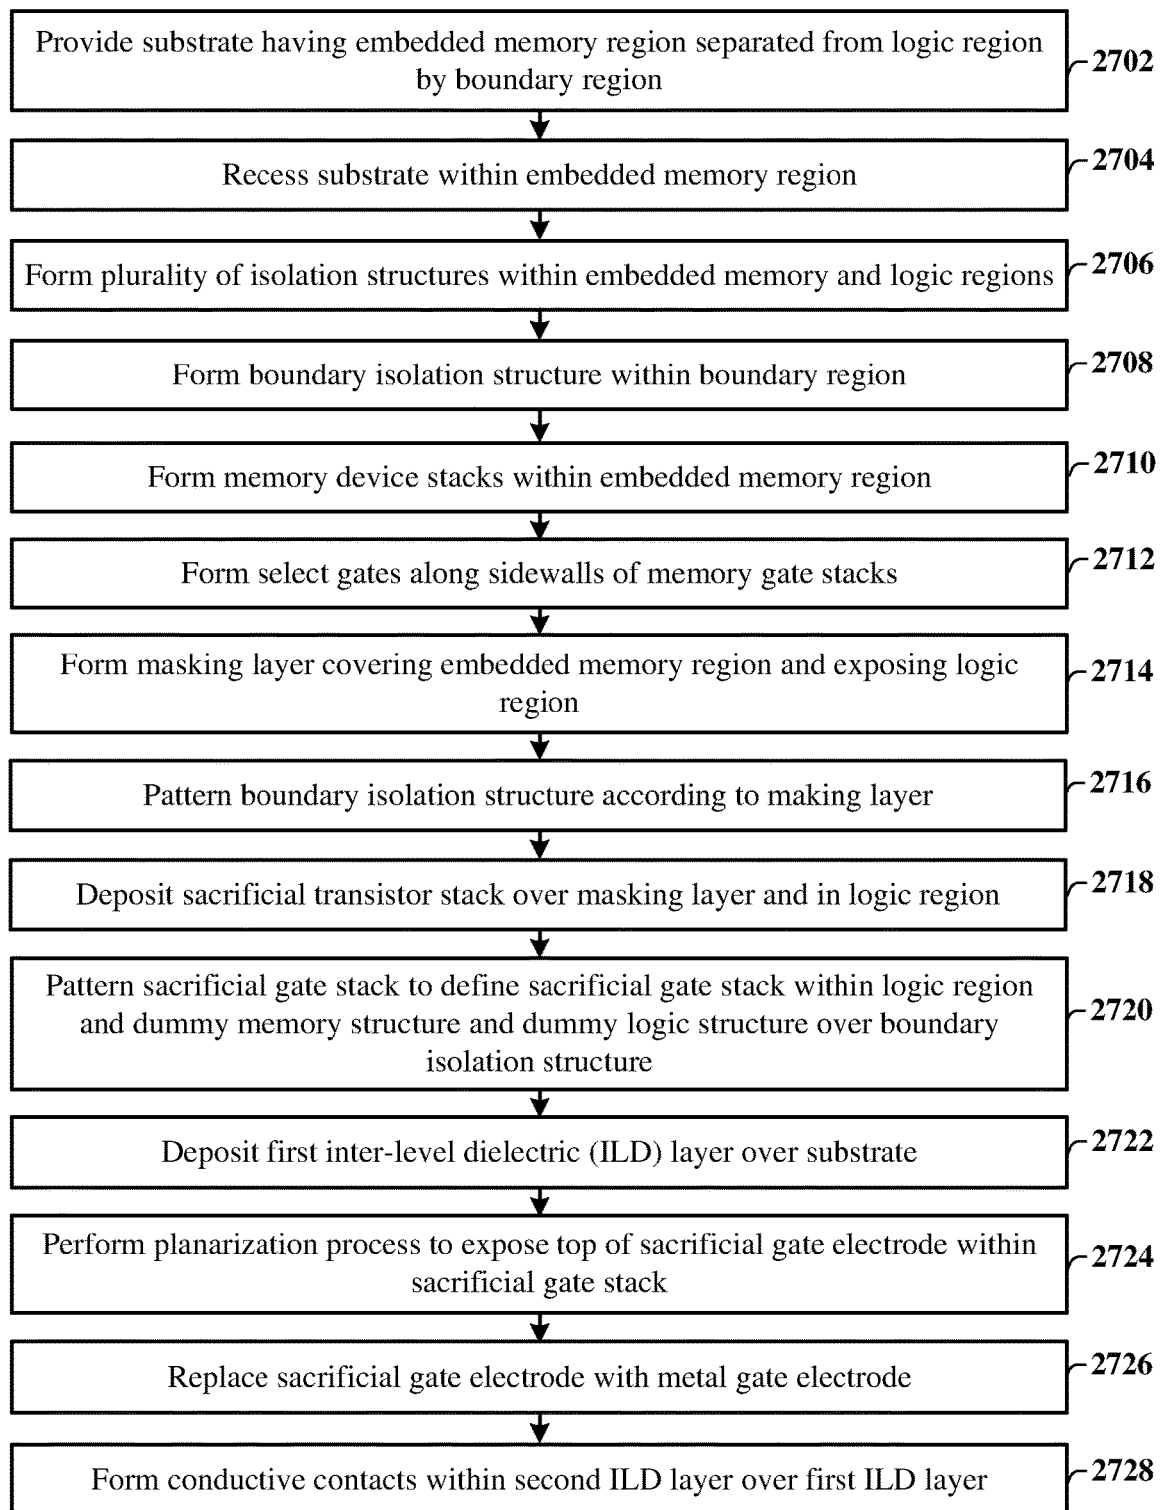 Provide substrate having embedded memory region separated from logic region
by boundary region
2702
Recess substrate within embedded memory region
2704
Form plurality of isolation structures within embedded memory and logic regions
2706
Form boundary isolation structure within boundary region
2708
Form memory device stacks within embedded memory region
2710
Form select gates along sidewalls of memory gate stacks
2712
Form masking layer covering embedded memory region and exposing logic
region
2714
Pattern boundary isolation structure according to making layer
2716
Deposit sacrificial transistor stack over masking layer and in logic region
2718
Pattern sacrificial gate stack to define sacrificial gate stack within logic region
and dummy memory structure and dummy logic structure over boundary
isolation structure
2720
Deposit first inter-level dielectric (ILD) layer over substrate
2722
Perform planarization process to expose top of sacrificial gate electrode within
sacrificial gate stack
2724
Replace sacrificial gate electrode with metal gate electrode
2726
Form conductive contacts within second ILD layer over first ILD layer
2728